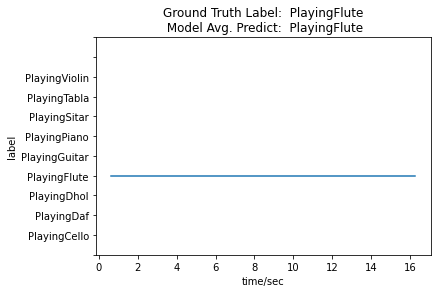 Ground Truth Label:  PlayingFlute
Model Avg. Predict:  PlayingFlute
label
PlayingViolin
PlayingTabla
PlayingSitar
PlayingPiano
PlayingGuitar
PlayingFlute
PlayingDhol
PlayingDaf
PlayingCello
0 2 4 6 8 10 12 14 16
time/sec